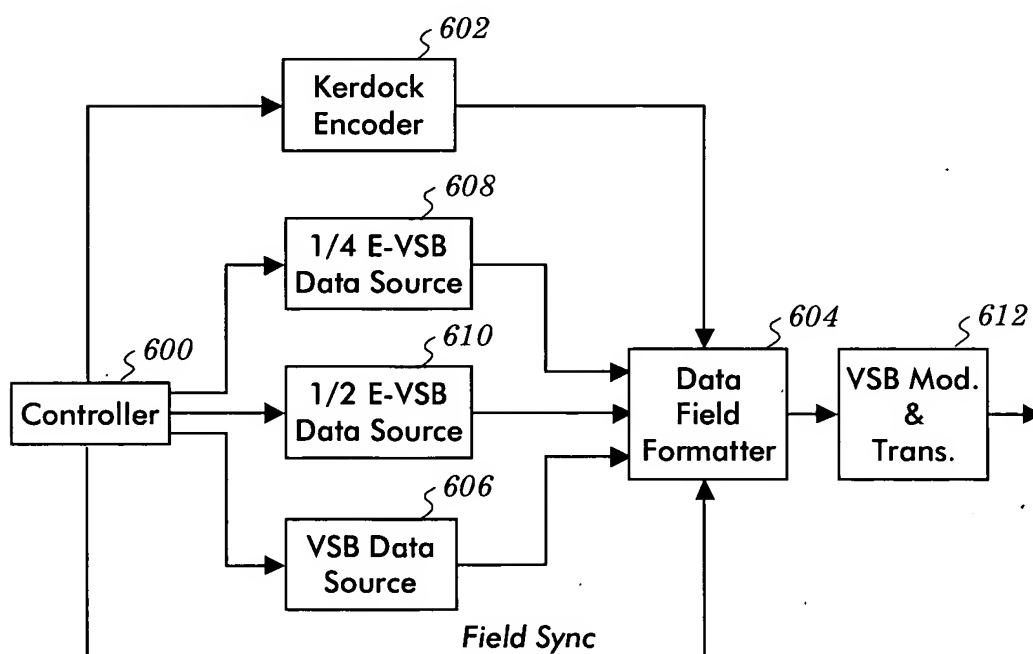 602
Kerdock
Encoder
608
1/4 E-VSB
Data Source
600
Controller
610
1/2 E-VSB
Data Source
604
Data
Field
Formatter
612
VSB Mod.
&
Trans.
606
VSB Data
Source
Field Sync